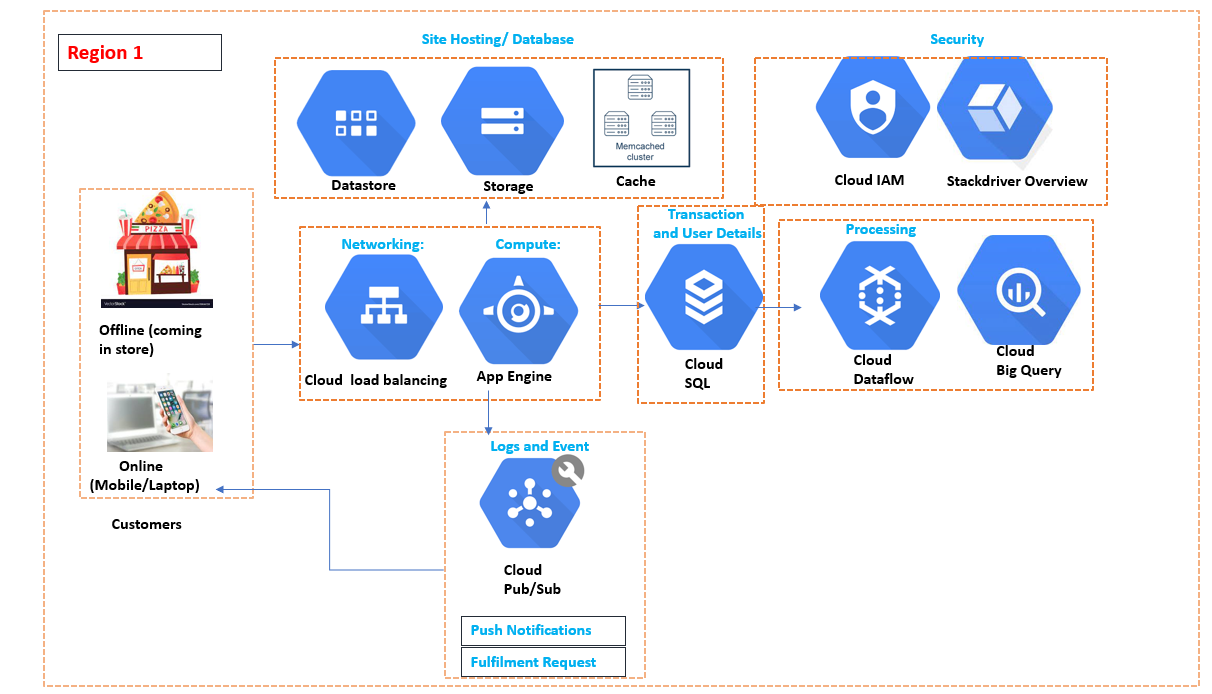 Region 1
Site Hosting/ Database
Security
Memcached
cluster
Datastore
Storage
Cache
Cloud IAM
Stackdriver Overview
PIZZA
VectorStock
Offline (coming
in store)
Online
(Mobile/Laptop)
Customers
Networking:
Compute:
Cloud load balancing
App Engine
Transaction
and User Details
Cloud
SQL
Processing
Cloud
Dataflow
Cloud
Big Query
Logs and Event
Cloud
Pub/Sub
Push Notifications
Fulfilment Request